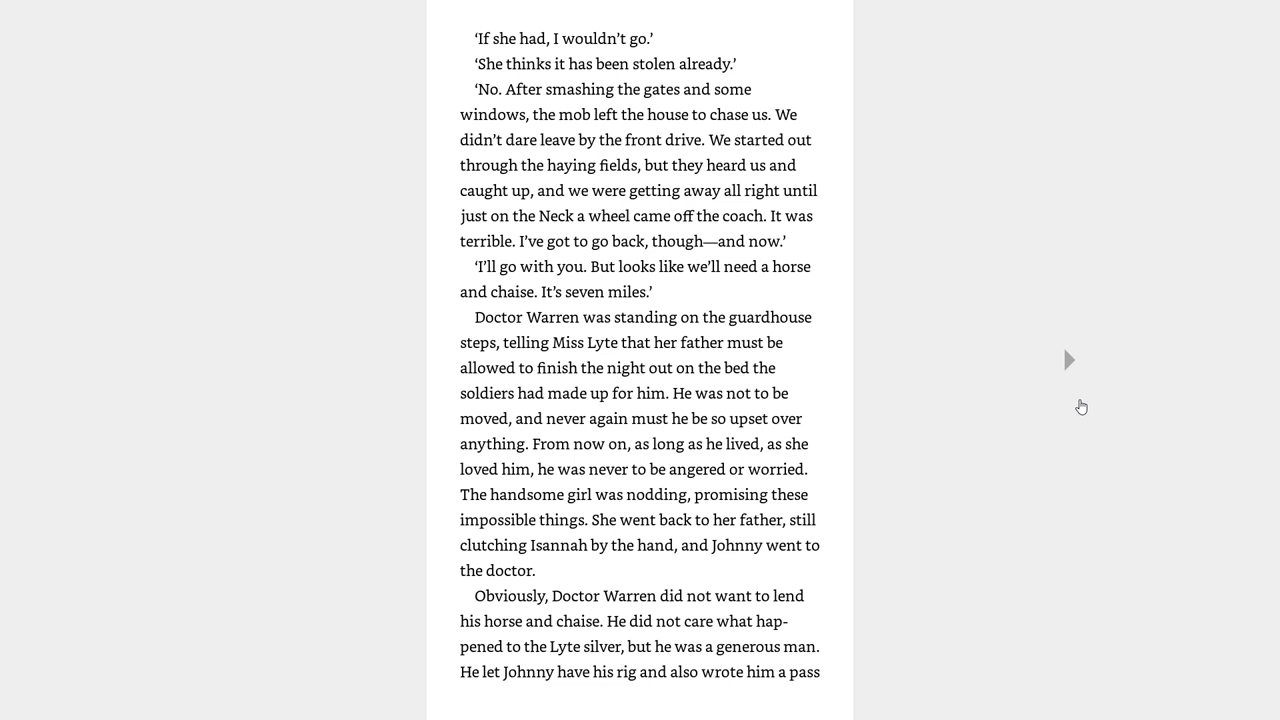 ‘If she had, I wouldn’t go.’
‘She thinks it has been stolen already.’
‘No. After smashing the gates and some
windows, the mob left the house to chase us. We
didn’t dare leave by the front drive. We started out
through the haying fields, but they heard us and
caught up, and we were getting away all right until
just on the Neck a wheel came off the coach. It was
terrible. I’ve got to go back, though—and now.’
‘I’ll go with you. But looks like we’ll need a horse
and chaise. It’s seven miles.’
Doctor Warren was standing on the guardhouse
steps, telling Miss Lyte that her father must be
allowed to finish the night out on the bed the
soldiers had made up for him. He was not to be
moved, and never again must he be so upset over
anything. From now on, as long as he lived, as she
loved him, he was never to be angered or worried.
The handsome girl was nodding, promising these
impossible things. She went back to her father, still
clutching Isannah by the hand, and Johnny went to
the doctor.
Obviously, Doctor Warren did not want to lend
his horse and chaise. He did not care what hap-
pened to the Lyte silver, but he was a generous man.
He let Johnny have his rig and also wrote him a pass